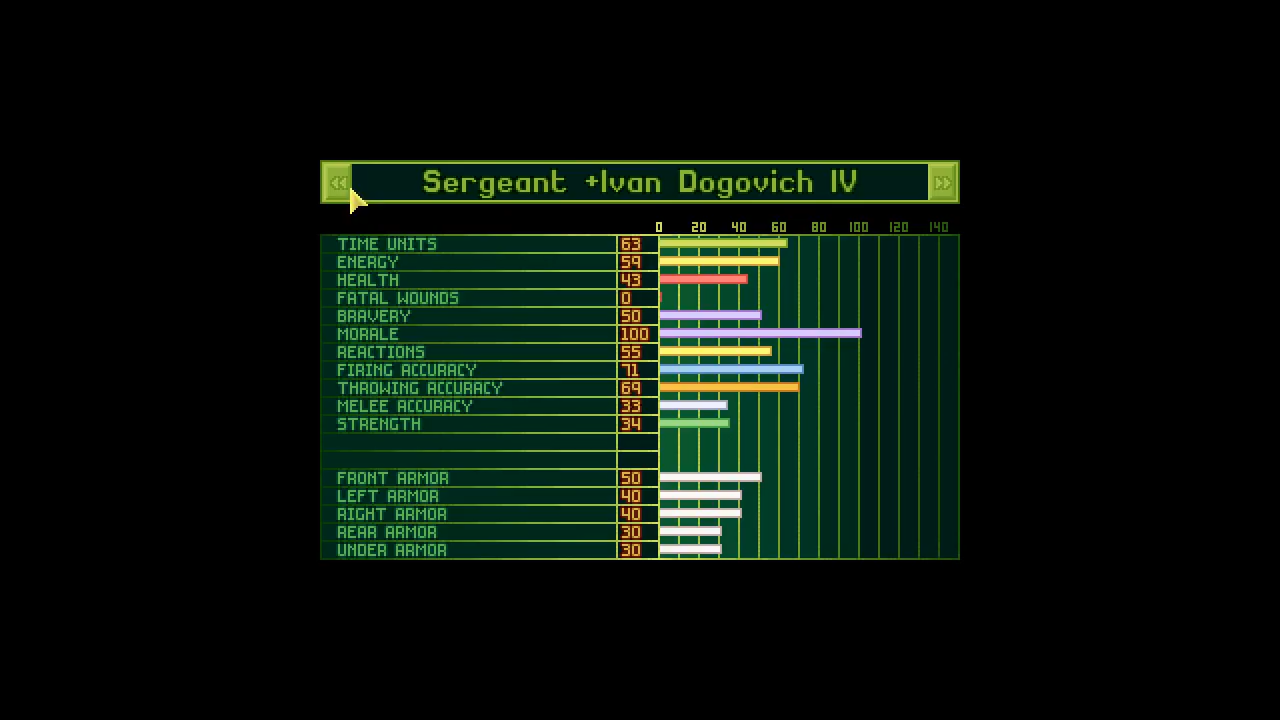 Sergeant +Ivan Dogovich IV
0 20 40 60 80 100 120 140
TIME UNITS 63
ENERGY 59
HEALTH 43
FATAL WOUNDS 0
BRAVERY 50
MORALE 100
REACTIONS 55
FIRING ACCURACY 71
THROWING ACCURACY 69
MELEE ACCURACY 33
STRENGTH 34
FRONT ARMOR 50
LEFT ARMOR 40
RIGHT ARMOR 40
REAR ARMOR 30
UNDER ARMOR 30